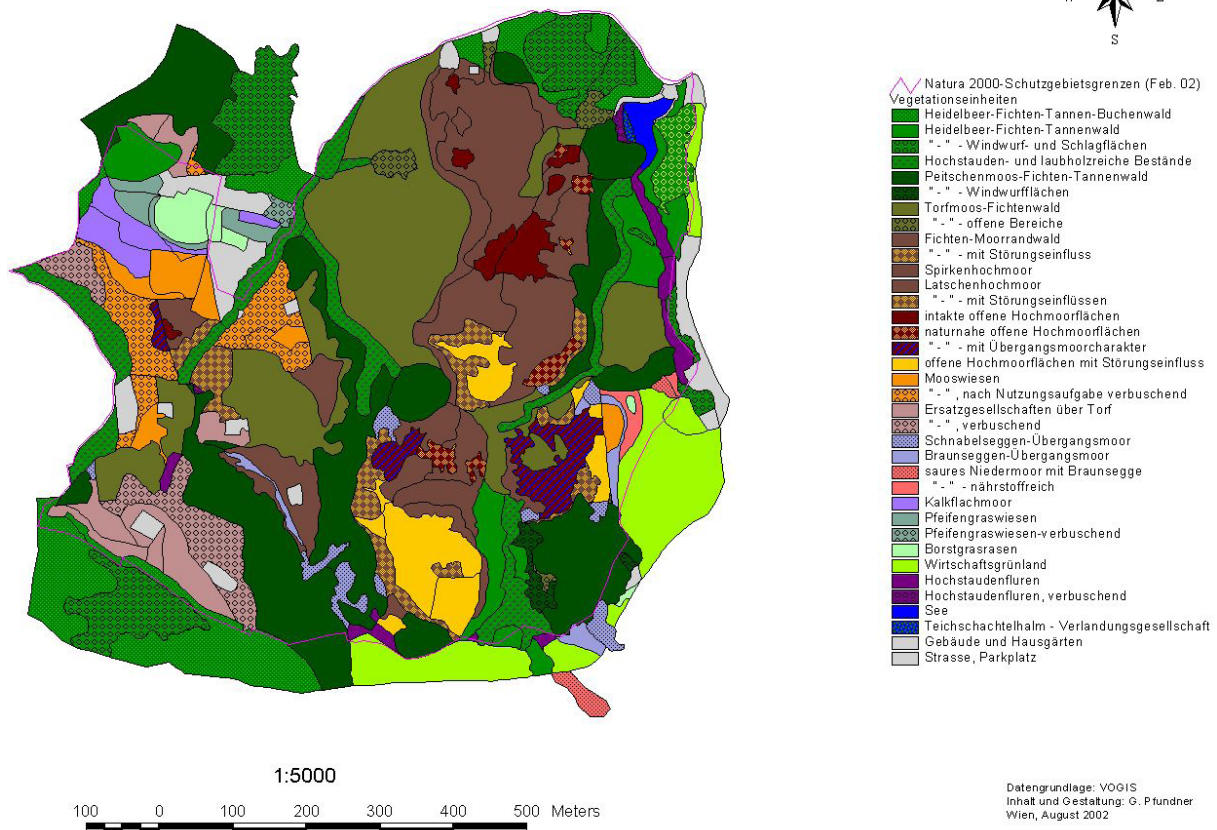 S
Natura 2000-Schutzgebietsgrenzen (Feb. 02)
Vegetationseinheiten
Heidelbeer-Fichten-Tannen-Buchenwald
Heidelbeer-Fichten-Tannenwald
"-"- Windwurf- und Schlagflächen
Hochstauden- und laubholzreiche Bestände
Peitschenmoos-Fichten-Tannenwald
"-"- Windwurfflächen
Torfmoos-Fichtenwald
"-"- offene Bereiche
Fichten-Moorrandwald
"-"- mit Störungseinfluss
Spirkenhochmoor
Latschenhochmoor
"-"- mit Störungseinflüssen
intakte offene Hochmoorflächen
naturnahe offene Hochmoorflächen
"-"- mit Übergangsmoorcharakter
offene Hochmoorflächen mit Störungseinfluss
Mooswiesen
"-", nach Nutzungsaufgabe verbuschend
Ersatzgesellschaften über Torf
"-", verbuschend
Schnabelseggen-Übergangsmoor
Braunseggen-Übergangsmoor
saures Niedermoor mit Braunsegge
"-"- nährstoffreich
Kalkflachmoor
Pfeifengraswiesen
Pfeifengraswiesen-verbuschend
Borstgrasrasen
Wirtschaftsgrünland
Hochstaudenfluren
Hochstaudenfluren, verbuschend
See
Teichschachtelhalm - Verlandungsgesellschaft
Gebäude und Hausgärten
Strasse, Parkplatz
1:5000
100 0 100 200 300 400 500 Meters
Datengrundlage: VOGIS
Inhalt und Gestaltung: G. Pfundner
Wien, August 2002